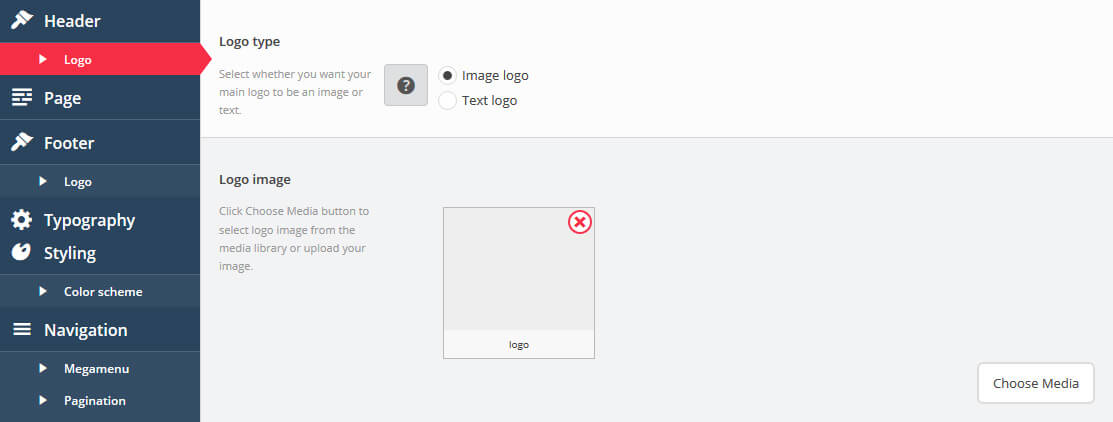 Header
Logo
Page
Footer
Logo
Typography
Styling
Color scheme
Navigation
Megamenu
Pagination
Logo type
Select whether you want your
main logo to be an image or
text.
?
Image logo
Text logo
Logo image
Click Choose Media button to
select logo image from the
media library or upload your
image.
logo
Choose Media